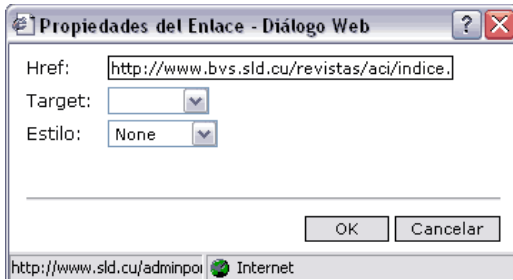 Propiedades del Enlace - Diálogo Web
Href: http://www.bvs.sld.cu/revistas/aci/indice.
Target:
Estilo: None
OK Cancelar
http://www.sld.cu/adminpor Internet